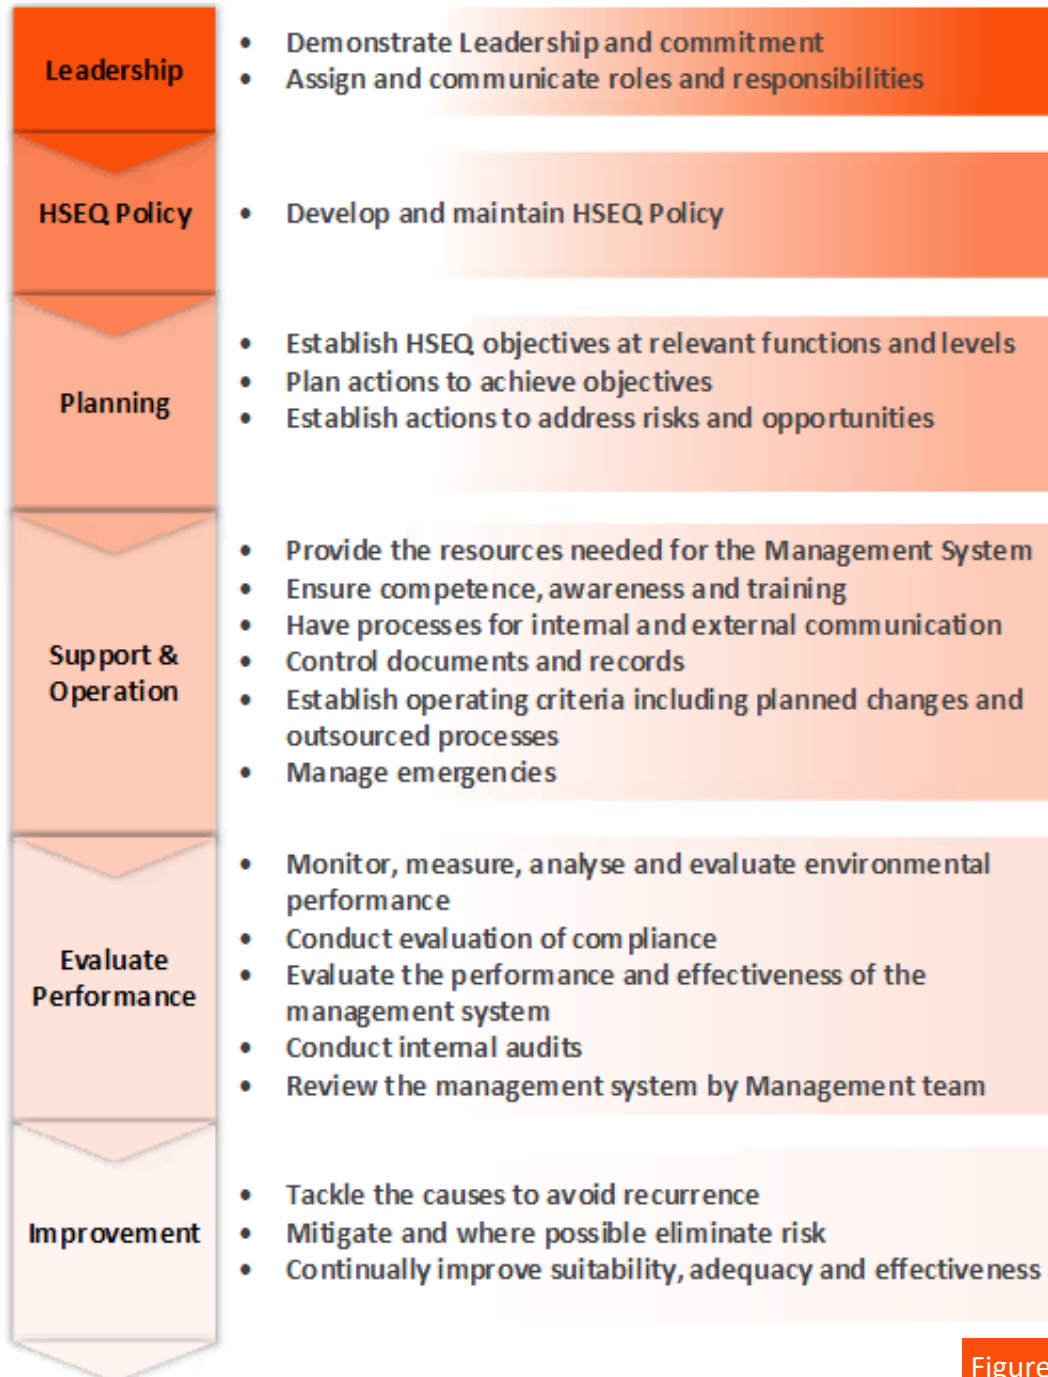 Leadership
• Demonstrate Leadership and commitment
• Assign and communicate roles and responsibilities
HSEQ Policy
• Develop and maintain HSEQ Policy
Planning
• Establish HSEQ objectives at relevant functions and levels
• Plan actions to achieve objectives
• Establish actions to address risks and opportunities
Support &
Operation
• Provide the resources needed for the Management System
• Ensure competence, awareness and training
• Have processes for internal and external communication
• Control documents and records
• Establish operating criteria including planned changes and
outsourced processes
• Manage emergencies
Evaluate
Performance
• Monitor, measure, analyse and evaluate environmental
performance
• Conduct evaluation of compliance
• Evaluate the performance and effectiveness of the
management system
• Conduct internal audits
• Review the management system by Management team
Improvement
• Tackle the causes to avoid recurrence
• Mitigate and where possible eliminate risk
• Continually improve suitability, adequacy and effectiveness
Figure